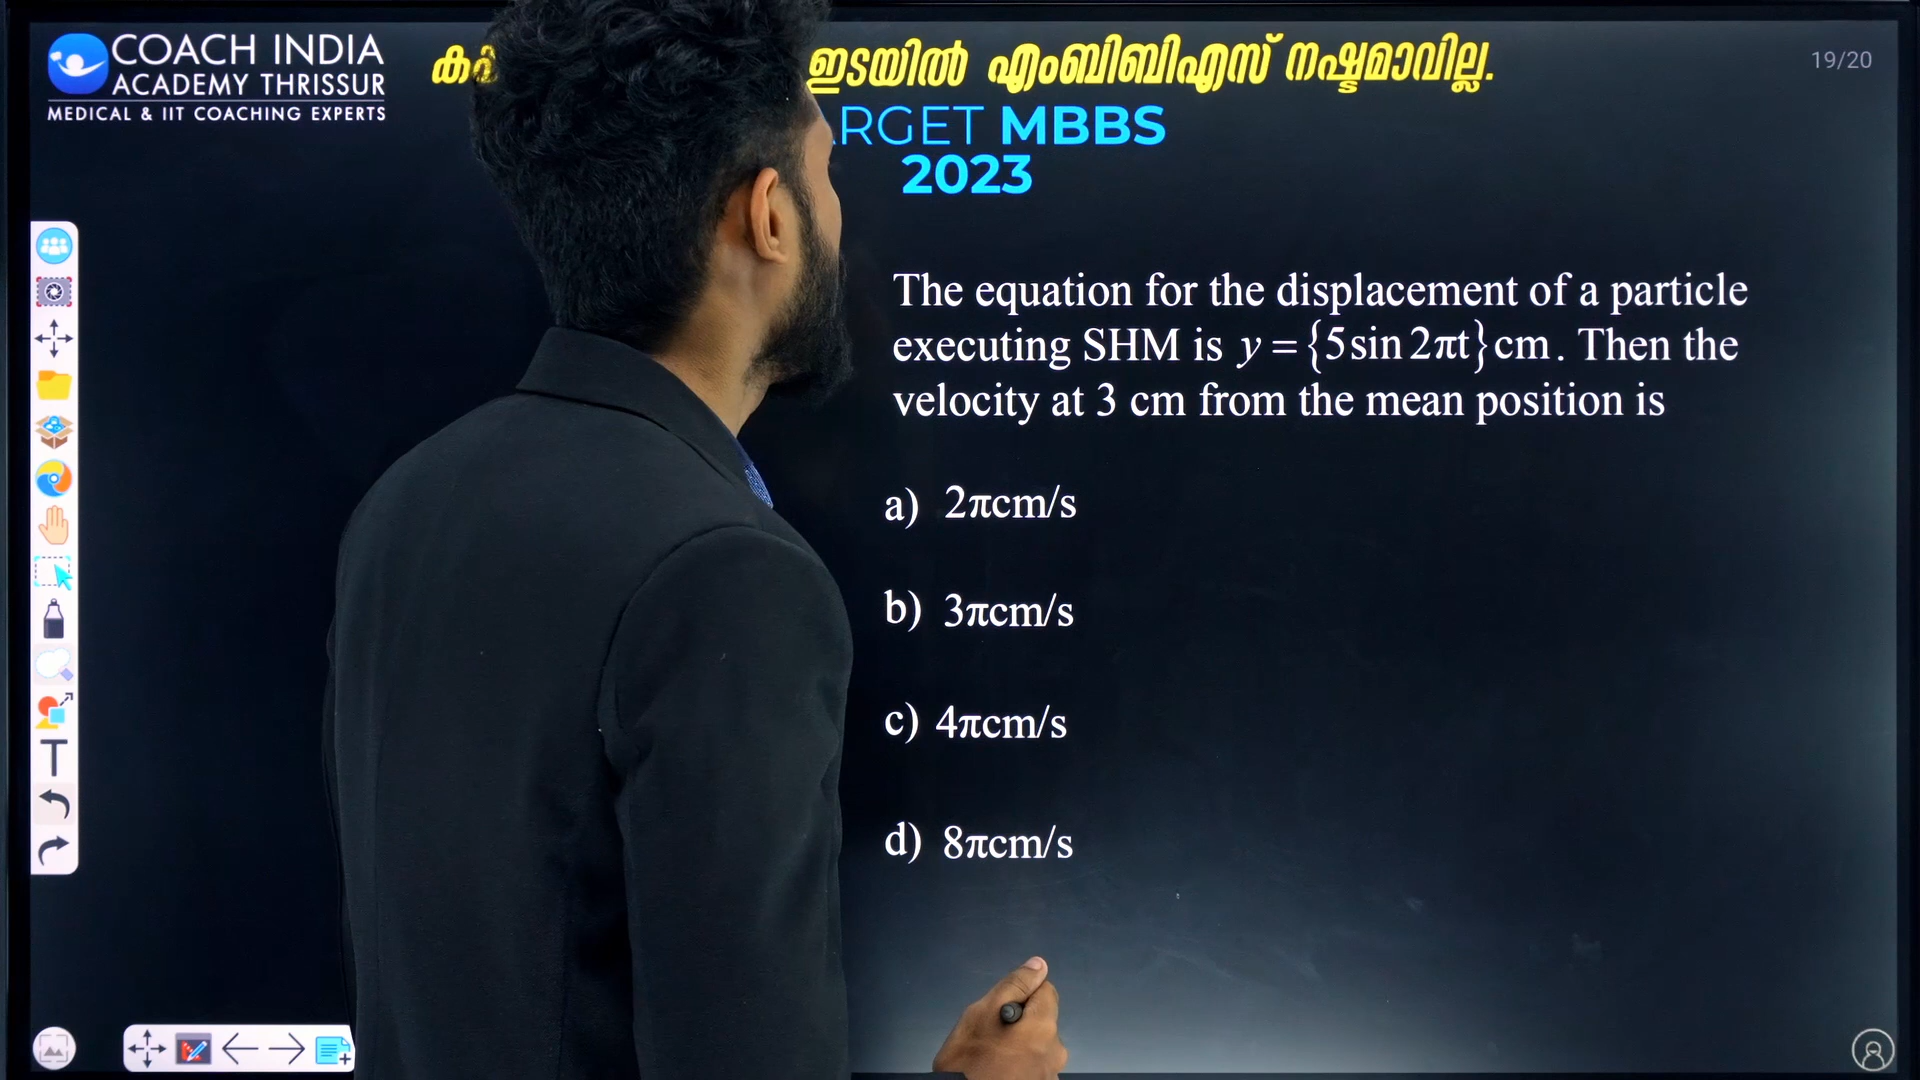 COACH INDIA
ACADEMY THRISSUR
MEDICAL & IIT COACHING EXPERTS
ഇടയിൽ എംബിബിഎസ് നഷ്ടമാവില്ല.
19/20
RGET MBBS
2023
The equation for the displacement of a particle
executing SHM is y = {5 sin 2πt} cm. Then the
velocity at 3 cm from the mean position is
a) 2πcm/s
b) 3πcm/s
c) 4πcm/s
d) 8πcm/s
T